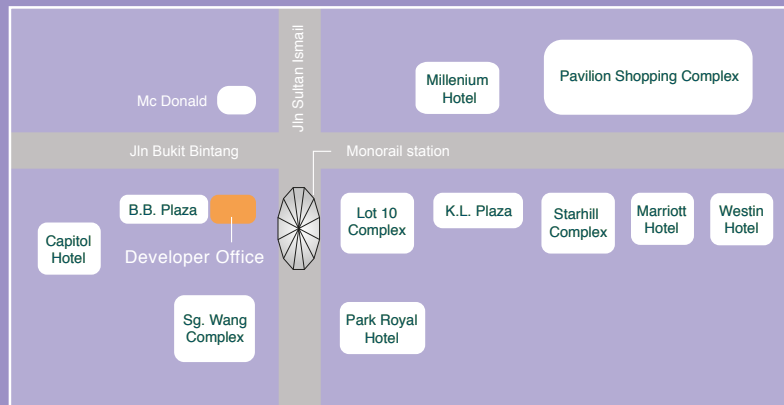 Jln Sultan Ismail
Millenium
Hotel
Pavilion Shopping Complex
Mc Donald
Jln Bukit Bintang
Monorail station
B.B. Plaza
Lot 10
Complex
K.L. Plaza
Starhill
Complex
Marriott
Hotel
Westin
Hotel
Capitol
Hotel
Developer Office
Sg. Wang
Complex
Park Royal
Hotel